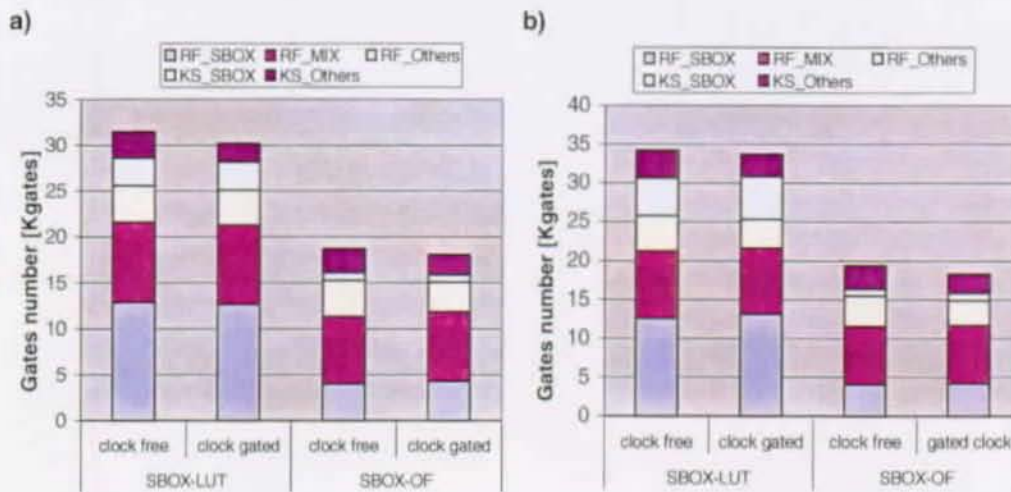 a)
RF_SBOX RF_MIX RF_Others
KS_SBOX KS_Others
Gates number [Kgates]
35
30
25
20
15
10
5
0
clock free clock gated clock free clock gated
SBOX-LUT SBOX-OF
b)
RF_SBOX RF_MIX RF_Others
KS_SBOX KS_Others
Gates number [Kgates]
40
35
30
25
20
15
10
5
0
clock free clock gated clock free gated clock
SBOX-LUT SBOX-OF